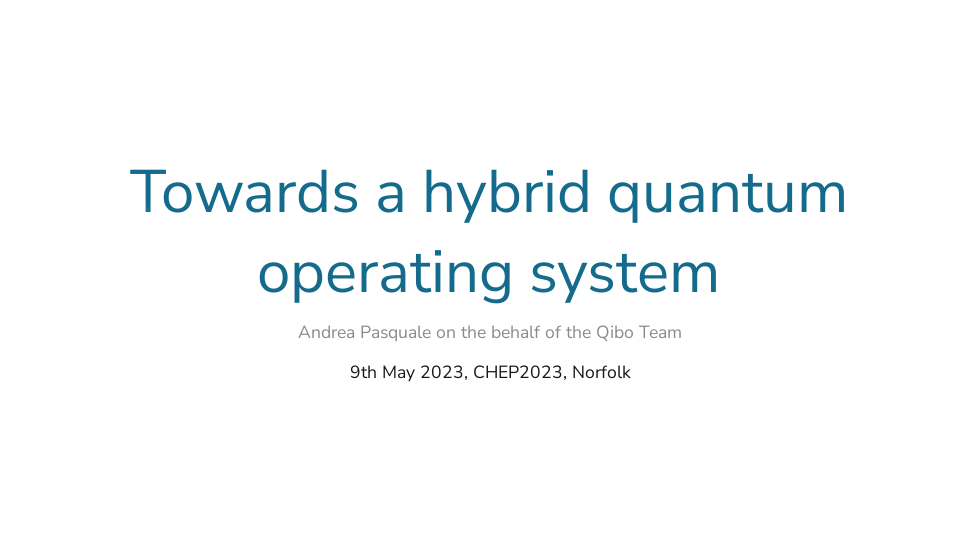 Towards a hybrid quantum
operating system
Andrea Pasquale on the behalf of the Qibo Team
9th May 2023, CHEP2023, Norfolk